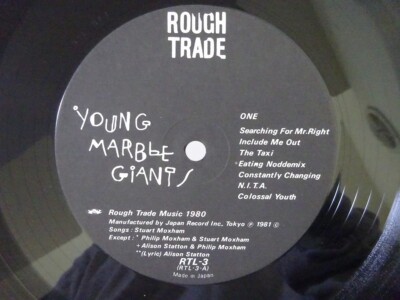 ROUGH
TRADE
YOUNG
MARBLE
GIANTS
ONE
Searching For Mr.Right
Include Me Out
The Taxi
*Eating Noddemix
Constantly Changing
N.I.T.A.
Colossal Youth
Rough Trade Music 1980
Manufactured by Japan Record Inc., Tokyo ℗ 1981 ©
Songs: Stuart Moxham
Except: * Philip Moxham & Stuart Moxham
+ Alison Statton & Philip Moxham
**(Lyric) Alison Statton
RTL-3
(RTL-3-A)
Made in Japan